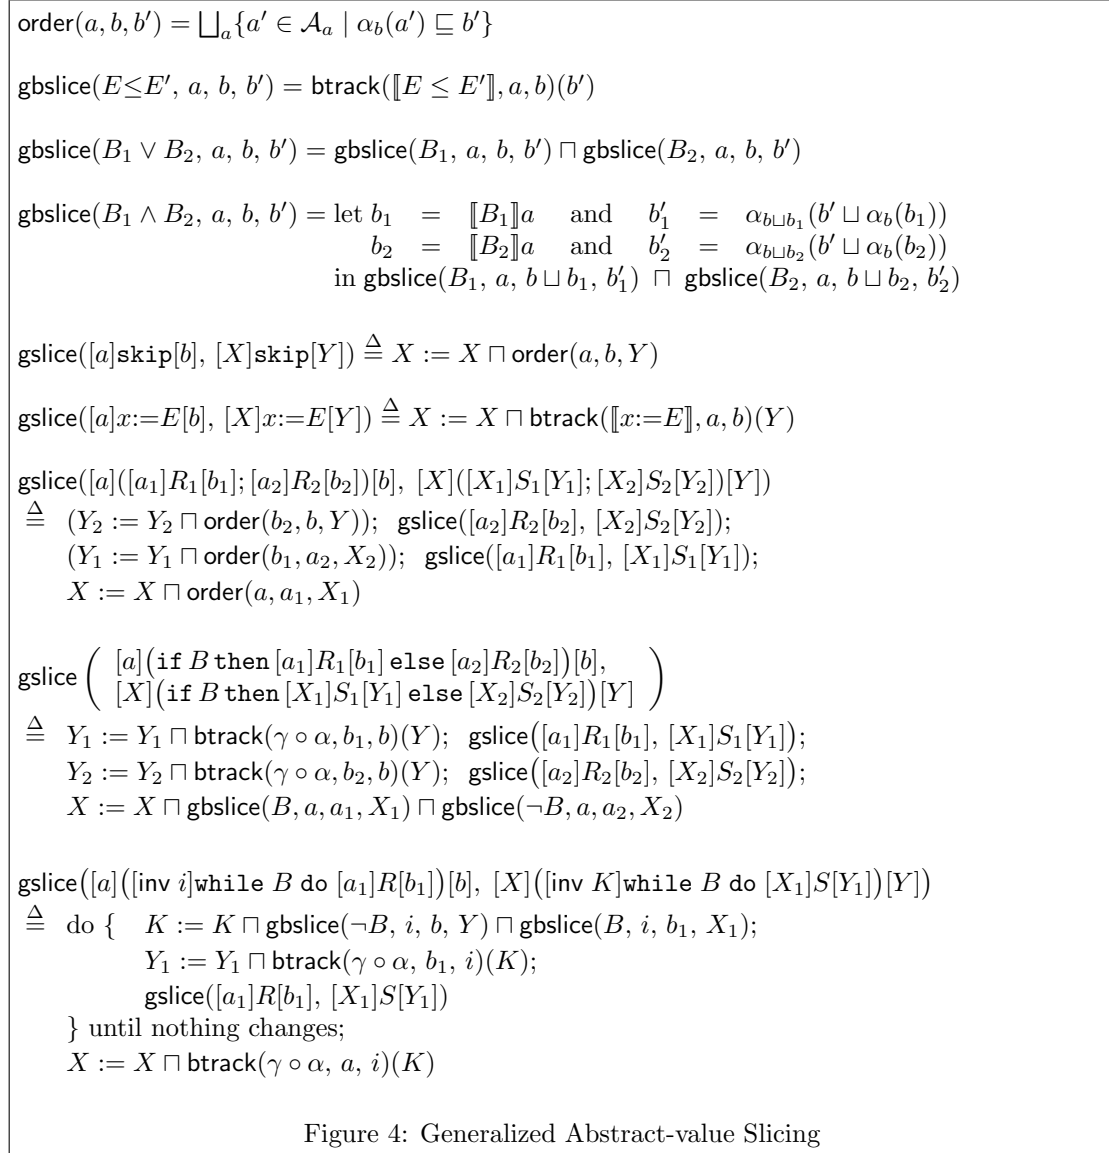 order(a, b, b′) = ⨆ₐ{a′ ∈ 𝒜ₐ | α_b(a′) ⊑ b′}
gbslice(E≤E′, a, b, b′) = btrack(⟦E ≤ E′⟧, a, b)(b′)
gbslice(B₁ ∨ B₂, a, b, b′) = gbslice(B₁, a, b, b′) ⊓ gbslice(B₂, a, b, b′)
gbslice(B₁ ∧ B₂, a, b, b′) = let b₁ = ⟦B₁⟧a and b′₁ = α_{b⊔b₁}(b′ ⊔ α_b(b₁))
b₂ = ⟦B₂⟧a and b′₂ = α_{b⊔b₂}(b′ ⊔ α_b(b₂))
in gbslice(B₁, a, b ⊔ b₁, b′₁) ⊓ gbslice(B₂, a, b ⊔ b₂, b′₂)
gslice([a]skip[b], [X]skip[Y]) ≜ X := X ⊓ order(a, b, Y)
gslice([a]x:=E[b], [X]x:=E[Y]) ≜ X := X ⊓ btrack(⟦x:=E⟧, a, b)(Y)
gslice([a]([a₁]R₁[b₁]; [a₂]R₂[b₂])[b], [X]([X₁]S₁[Y₁]; [X₂]S₂[Y₂])[Y])
≜ (Y₂ := Y₂ ⊓ order(b₂, b, Y)); gslice([a₂]R₂[b₂], [X₂]S₂[Y₂]);
(Y₁ := Y₁ ⊓ order(b₁, a₂, X₂)); gslice([a₁]R₁[b₁], [X₁]S₁[Y₁]);
X := X ⊓ order(a, a₁, X₁)
gslice ( [a](if B then [a₁]R₁[b₁] else [a₂]R₂[b₂])[b],
[X](if B then [X₁]S₁[Y₁] else [X₂]S₂[Y₂])[Y] )
≜ Y₁ := Y₁ ⊓ btrack(γ ∘ α, b₁, b)(Y); gslice([a₁]R₁[b₁], [X₁]S₁[Y₁]);
Y₂ := Y₂ ⊓ btrack(γ ∘ α, b₂, b)(Y); gslice([a₂]R₂[b₂], [X₂]S₂[Y₂]);
X := X ⊓ gbslice(B, a, a₁, X₁) ⊓ gbslice(¬B, a, a₂, X₂)
gslice([a]([inv i]while B do [a₁]R[b₁])[b], [X]([inv K]while B do [X₁]S[Y₁])[Y])
≜ do { K := K ⊓ gbslice(¬B, i, b, Y) ⊓ gbslice(B, i, b₁, X₁);
Y₁ := Y₁ ⊓ btrack(γ ∘ α, b₁, i)(K);
gslice([a₁]R[b₁], [X₁]S[Y₁])
} until nothing changes;
X := X ⊓ btrack(γ ∘ α, a, i)(K)
Figure 4: Generalized Abstract-value Slicing